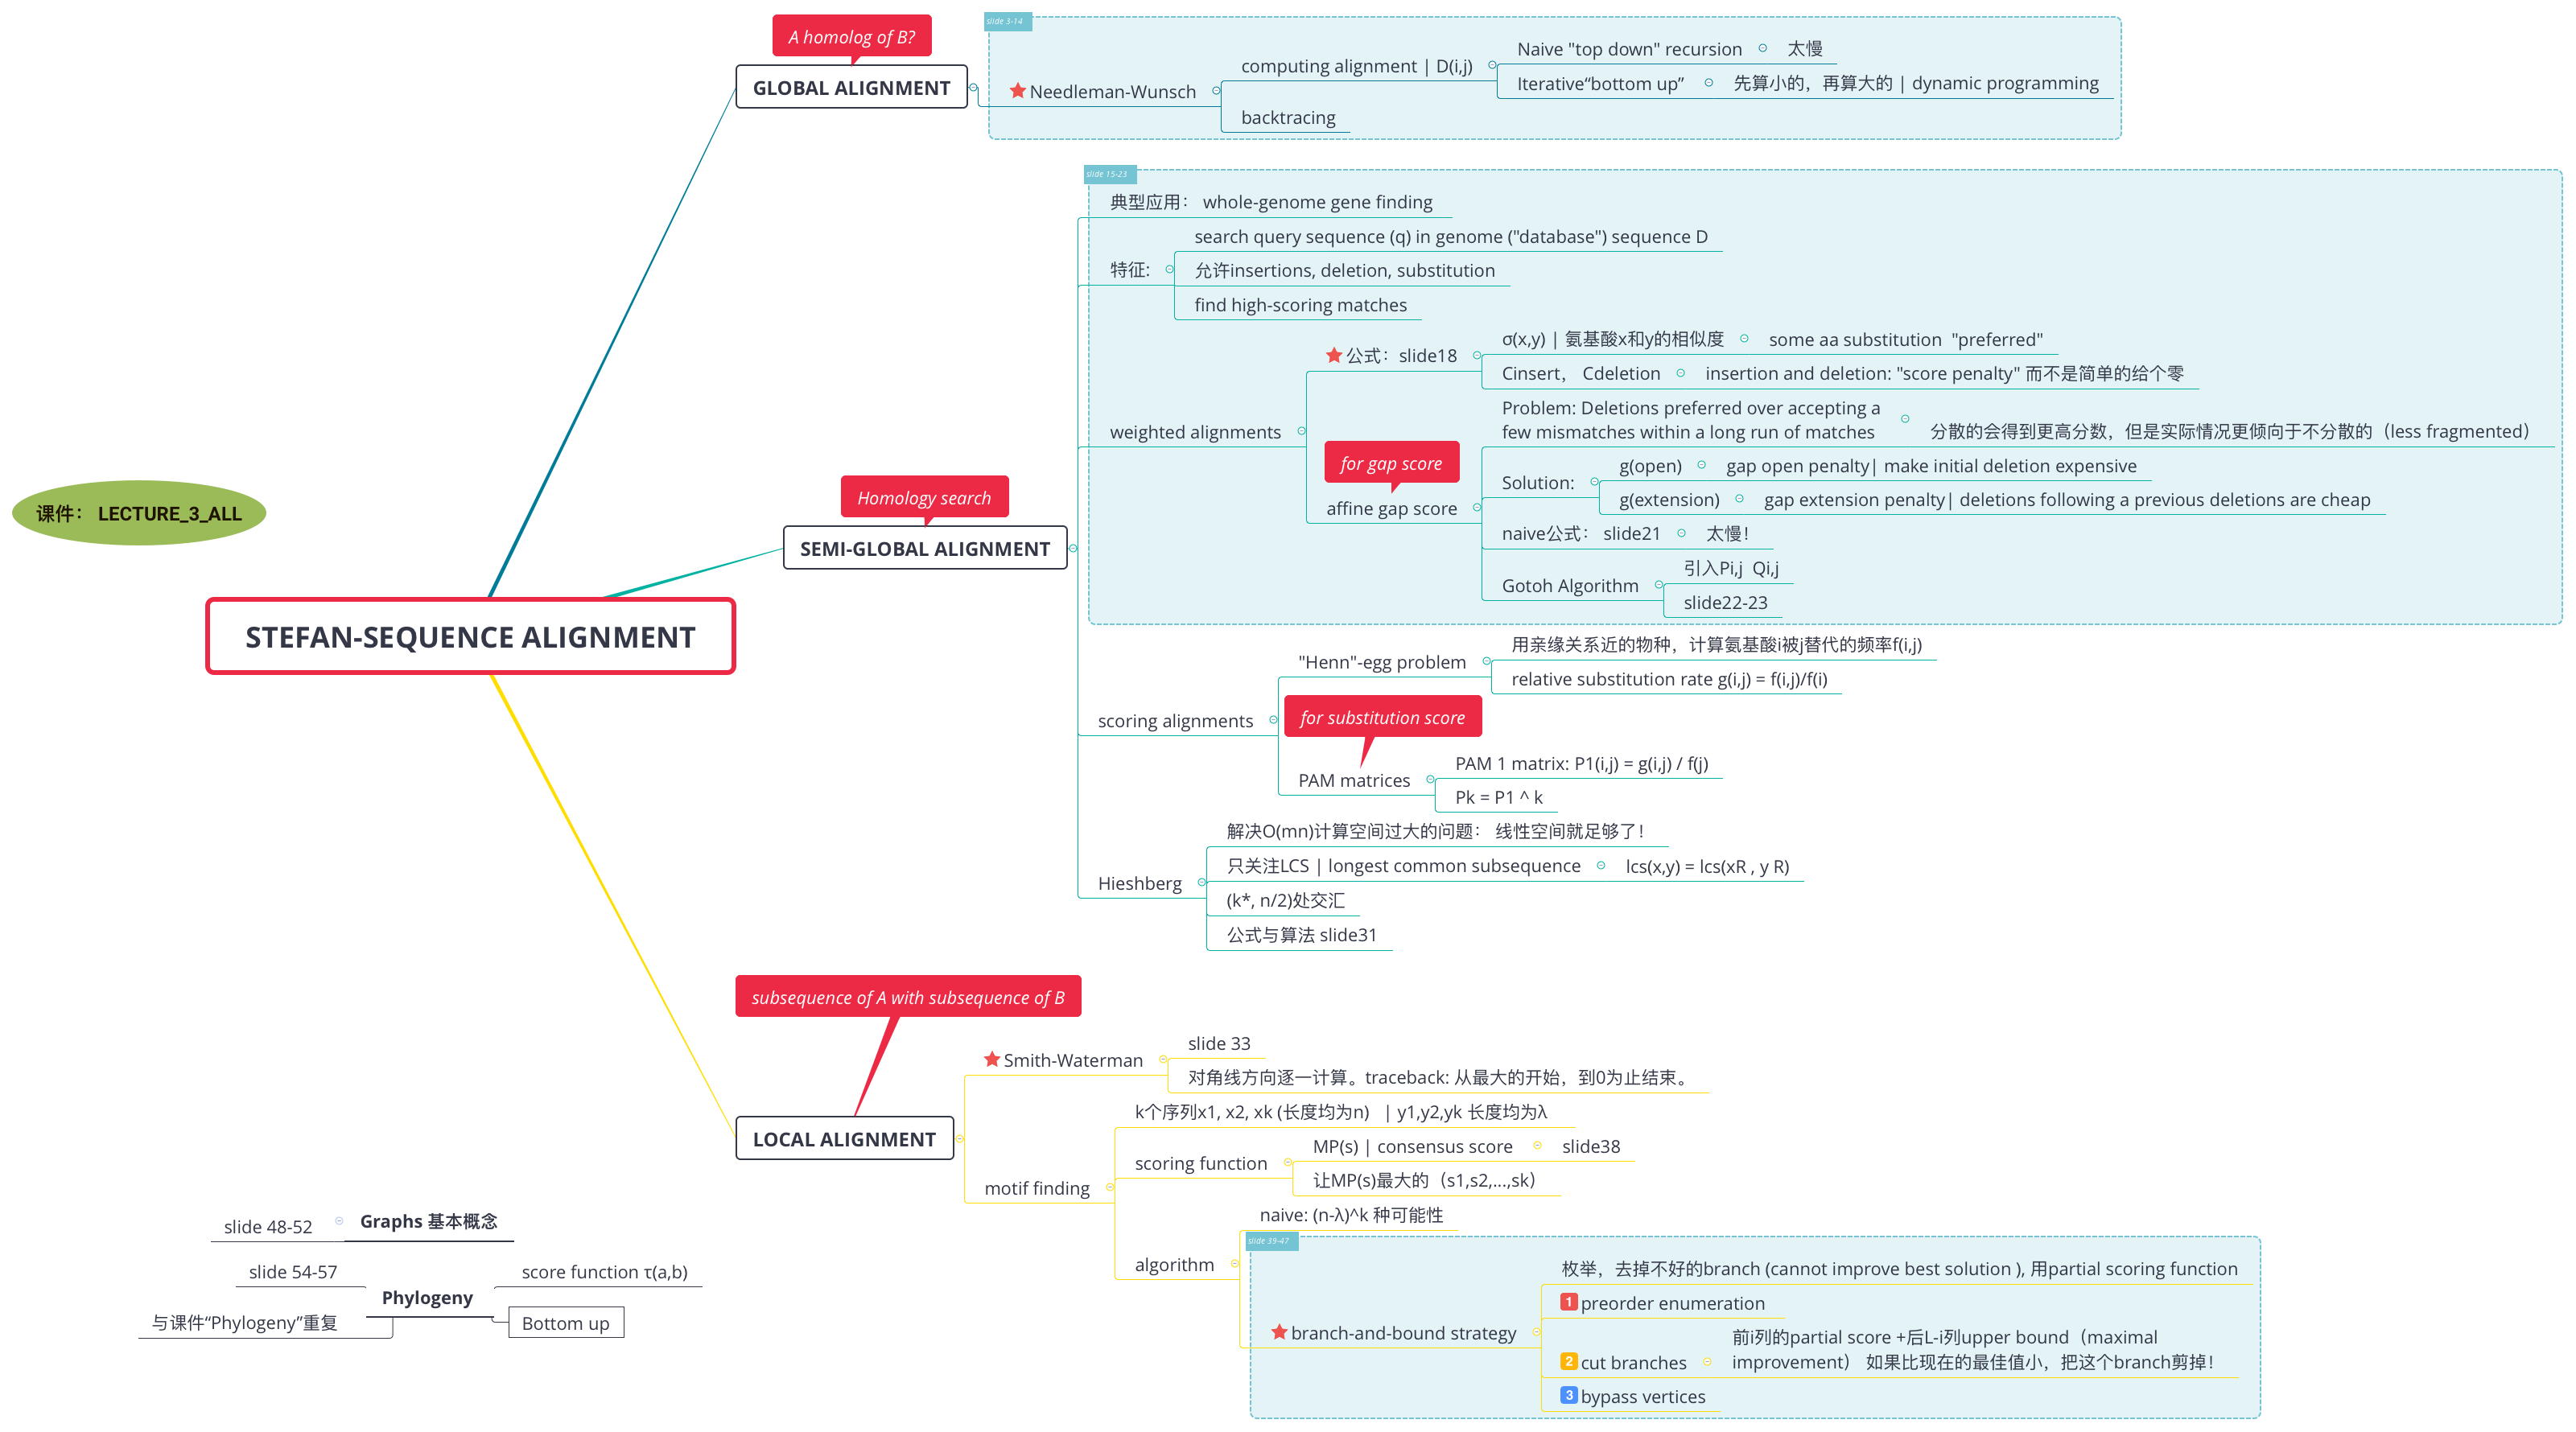 课件： LECTURE_3_ALL
STEFAN-SEQUENCE ALIGNMENT
A homolog of B?
GLOBAL ALIGNMENT
slide 3-14
Needleman-Wunsch
computing alignment | D(i,j)
Naive "top down" recursion
太慢
Iterative“bottom up”
先算小的，再算大的 | dynamic programming
backtracing
Homology search
SEMI-GLOBAL ALIGNMENT
slide 15-23
典型应用： whole-genome gene finding
特征:
search query sequence (q) in genome ("database") sequence D
允许insertions, deletion, substitution
find high-scoring matches
weighted alignments
公式：slide18
σ(x,y) | 氨基酸x和y的相似度
some aa substitution "preferred"
Cinsert， Cdeletion
insertion and deletion: "score penalty" 而不是简单的给个零
for gap score
affine gap score
Problem: Deletions preferred over accepting a
few mismatches within a long run of matches
分散的会得到更高分数，但是实际情况更倾向于不分散的（less fragmented）
Solution:
g(open)
gap open penalty| make initial deletion expensive
g(extension)
gap extension penalty| deletions following a previous deletions are cheap
naive公式： slide21
太慢！
Gotoh Algorithm
引入Pi,j Qi,j
slide22-23
scoring alignments
"Henn"-egg problem
用亲缘关系近的物种，计算氨基酸i被j替代的频率f(i,j)
relative substitution rate g(i,j) = f(i,j)/f(i)
for substitution score
PAM matrices
PAM 1 matrix: P1(i,j) = g(i,j) / f(j)
Pk = P1 ^ k
Hieshberg
解决O(mn)计算空间过大的问题： 线性空间就足够了！
只关注LCS | longest common subsequence
lcs(x,y) = lcs(xR , y R)
(k*, n/2)处交汇
公式与算法 slide31
subsequence of A with subsequence of B
LOCAL ALIGNMENT
Smith-Waterman
slide 33
对角线方向逐一计算。traceback: 从最大的开始，到0为止结束。
motif finding
k个序列x1, x2, xk (长度均为n) | y1,y2,yk 长度均为λ
scoring function
MP(s) | consensus score
slide38
让MP(s)最大的（s1,s2,...,sk）
algorithm
naive: (n-λ)^k 种可能性
slide 39-47
branch-and-bound strategy
枚举，去掉不好的branch (cannot improve best solution ), 用partial scoring function
1 preorder enumeration
2 cut branches
前i列的partial score +后L-i列upper bound（maximal
improvement） 如果比现在的最佳值小，把这个branch剪掉！
3 bypass vertices
slide 48-52
Graphs 基本概念
slide 54-57
与课件“Phylogeny”重复
Phylogeny
score function τ(a,b)
Bottom up